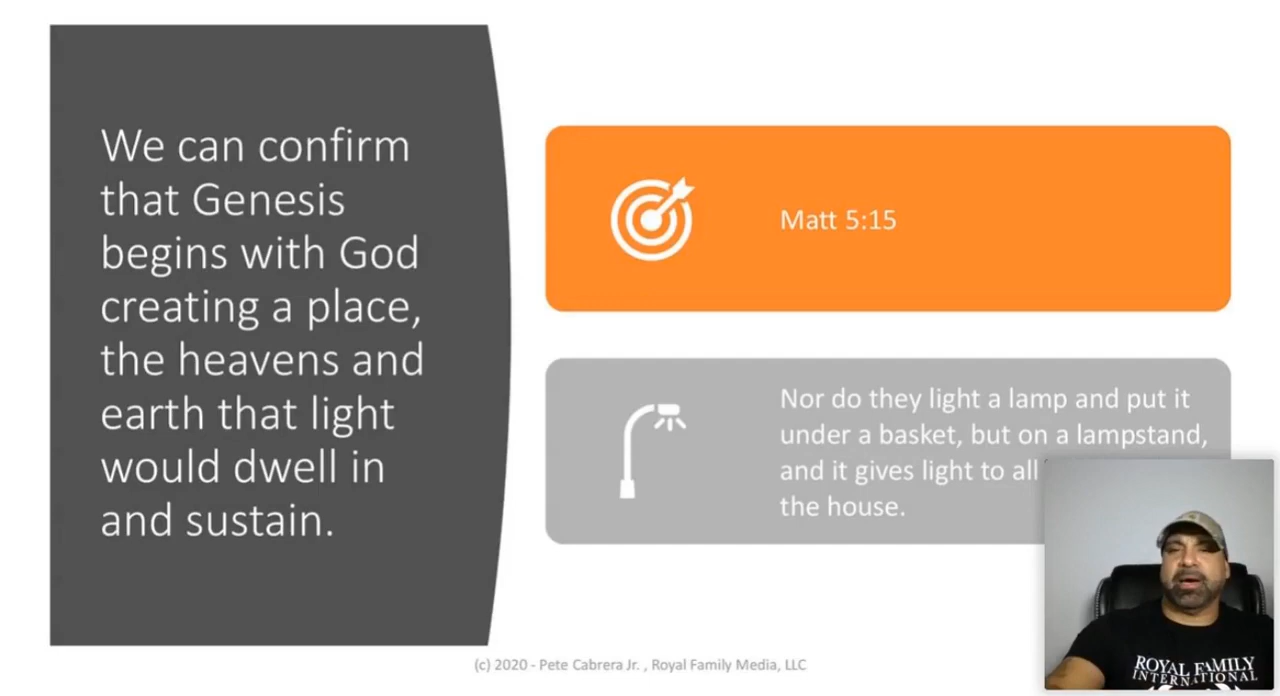 We can confirm
that Genesis
begins with God
creating a place,
the heavens and
earth that light
would dwell in
and sustain.
Matt 5:15
Nor do they light a lamp and put it
under a basket, but on a lampstand,
and it gives light to all
the house.
ROYAL FAMILY
INTERNATIONAL
(c) 2020 - Pete Cabrera Jr. , Royal Family Media, LLC